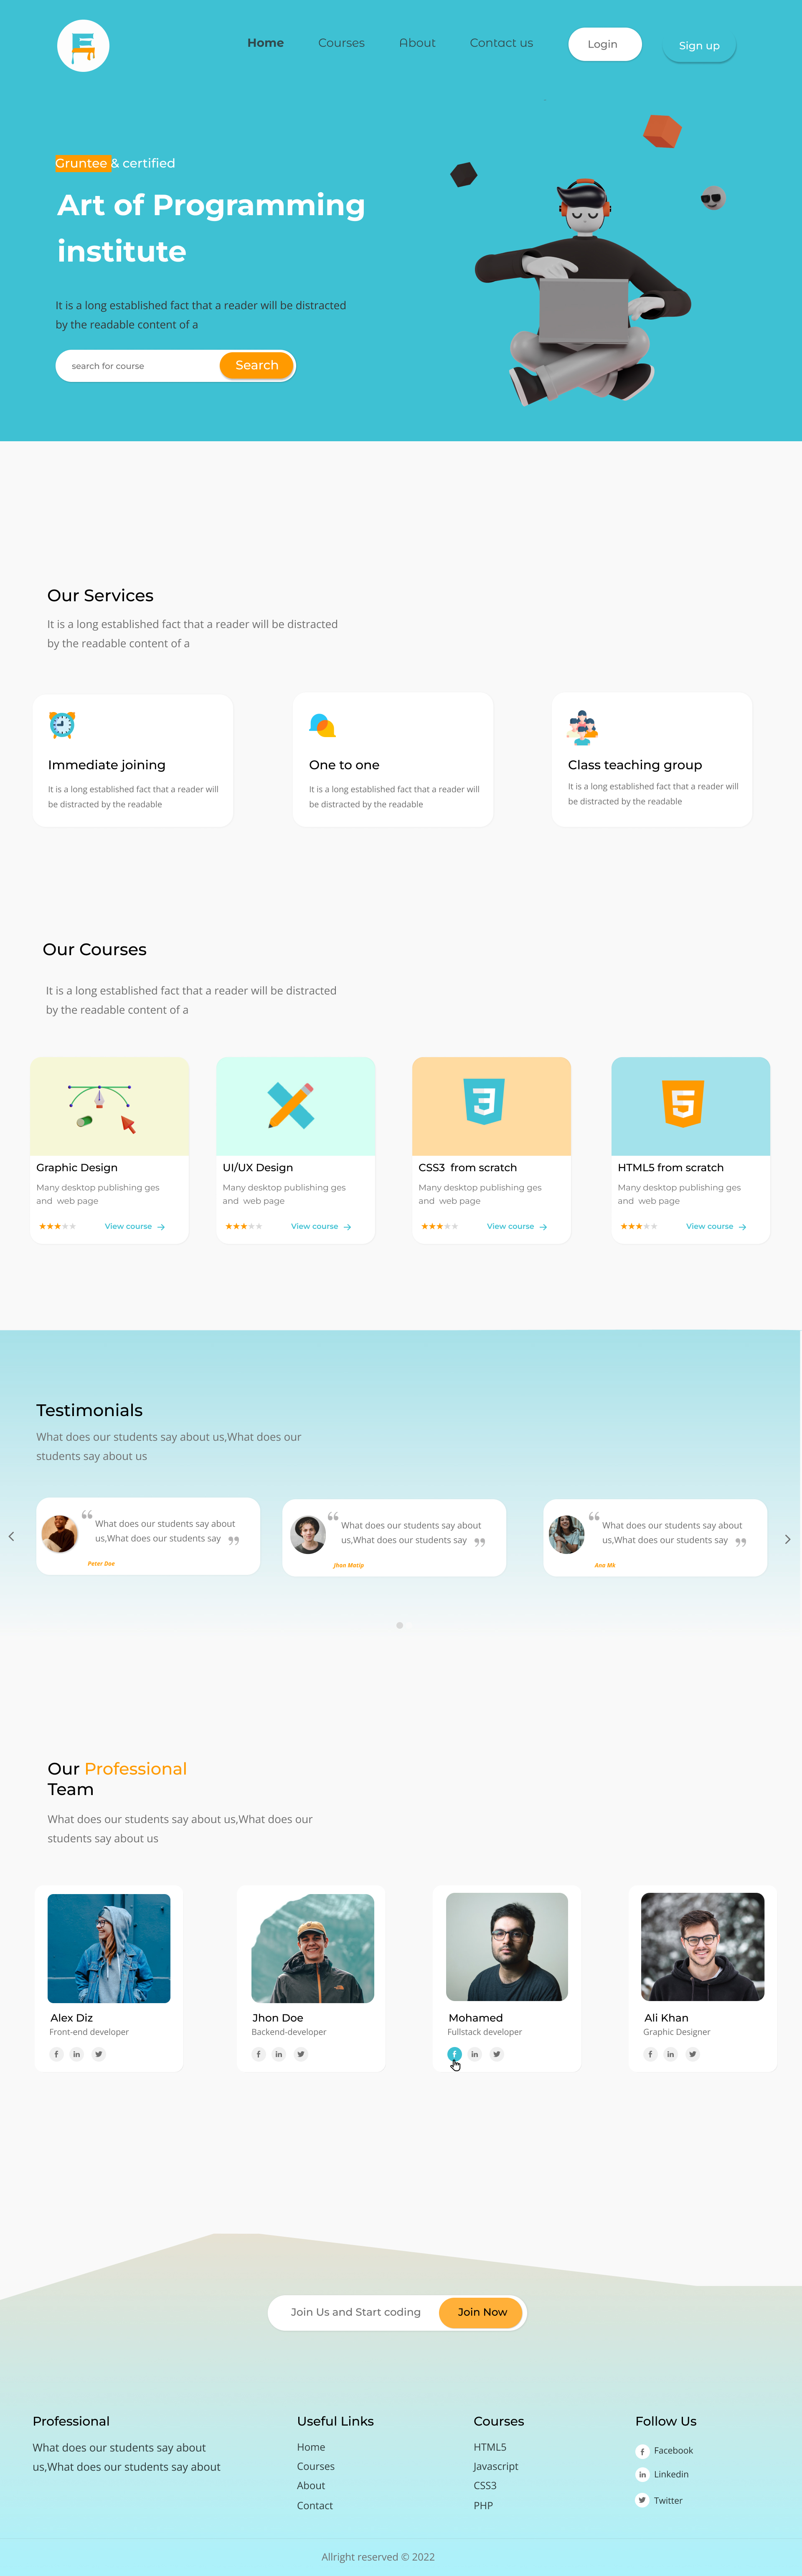 Home
Courses
About
Contact us
Login
Sign up
Gruntee & certified
Art of Programming
institute
It is a long established fact that a reader will be distracted
by the readable content of a
search for course
Search
Our Services
It is a long established fact that a reader will be distracted
by the readable content of a
Immediate joining
It is a long established fact that a reader will
be distracted by the readable
One to one
It is a long established fact that a reader will
be distracted by the readable
Class teaching group
It is a long established fact that a reader will
be distracted by the readable
Our Courses
It is a long established fact that a reader will be distracted
by the readable content of a
Graphic Design
Many desktop publishing ges
and web page
View course
UI/UX Design
Many desktop publishing ges
and web page
View course
3
CSS3 from scratch
Many desktop publishing ges
and web page
View course
5
HTML5 from scratch
Many desktop publishing ges
and web page
View course
Testimonials
What does our students say about us,What does our
students say about us
“
What does our students say about
us,What does our students say ”
Peter Doe
“
What does our students say about
us,What does our students say ”
Jhon Matip
“
What does our students say about
us,What does our students say ”
Ana Mk
Our Professional
Team
What does our students say about us,What does our
students say about us
Alex Diz
Front-end developer
f in
Jhon Doe
Backend-developer
f in
Mohamed
Fullstack developer
f in
Ali Khan
Graphic Designer
f in
Join Us and Start coding
Join Now
Professional
What does our students say about
us,What does our students say about
Useful Links
Home
Courses
About
Contact
Courses
HTML5
Javascript
CSS3
PHP
Follow Us
f Facebook
in Linkedin
Twitter
Allright reserved © 2022